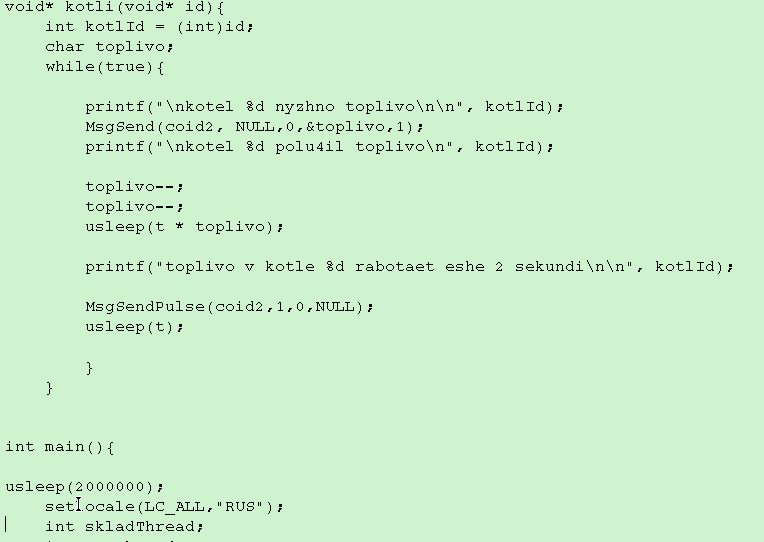 void* kotli(void* id){
int kotlId = (int)id;
char toplivo;
while(true){
printf("\nkotel %d nyzhno toplivo\n\n", kotlId);
MsgSend(coid2, NULL,0,&toplivo,1);
printf("\nkotel %d polu4il toplivo\n", kotlId);
toplivo--;
toplivo--;
usleep(t * toplivo);
printf("toplivo v kotle %d rabotaet eshe 2 sekundi\n\n", kotlId);
MsgSendPulse(coid2,1,0,NULL);
usleep(t);
}
}
int main(){
usleep(2000000);
setlocale(LC_ALL,"RUS");
int skladThread;